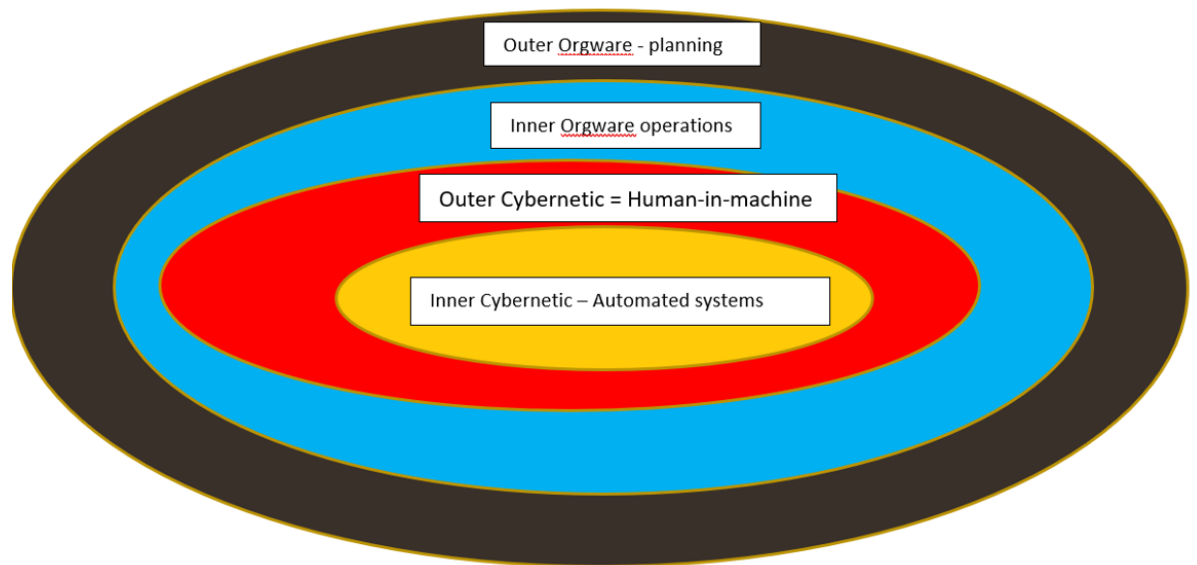 Outer Orgware - planning
Inner Orgware operations
Outer Cybernetic = Human-in-machine
Inner Cybernetic – Automated systems